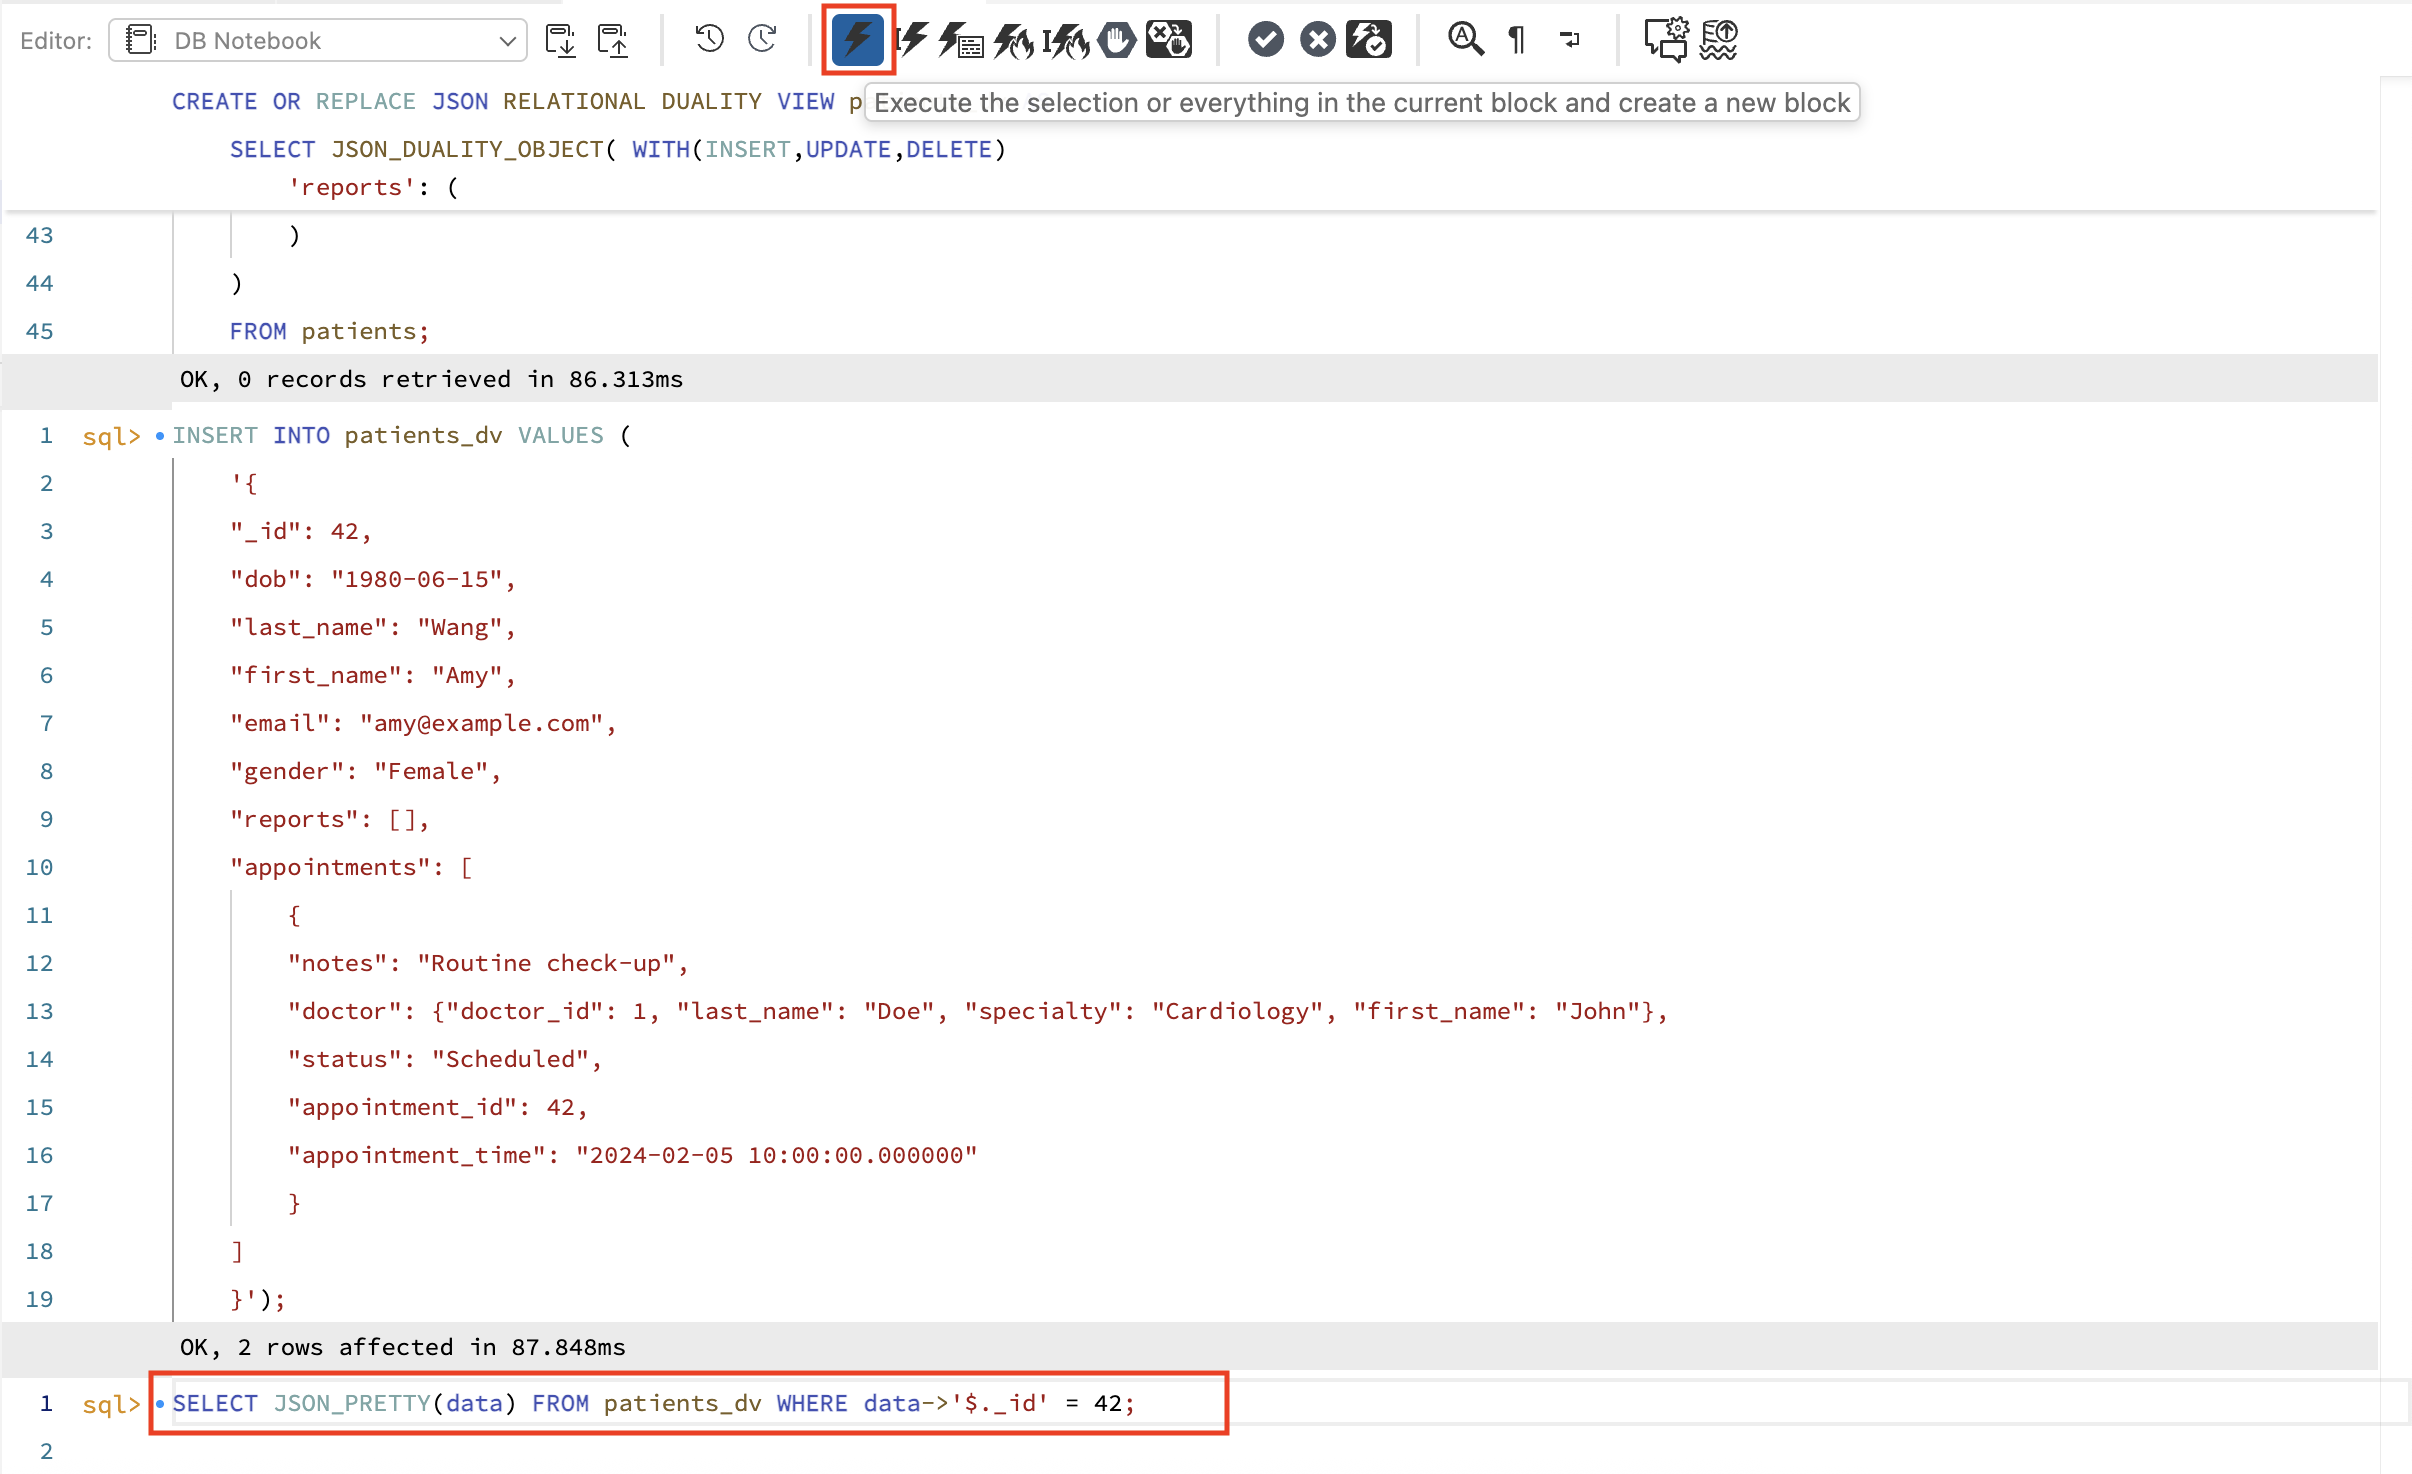 Editor: DB Notebook
CREATE OR REPLACE JSON RELATIONAL DUALITY VIEW p
Execute the selection or everything in the current block and create a new block
SELECT JSON_DUALITY_OBJECT( WITH(INSERT,UPDATE,DELETE)
'reports': (
43 )
44 )
45 FROM patients;
OK, 0 records retrieved in 86.313ms
1 sql> INSERT INTO patients_dv VALUES (
2 '{
3 "_id": 42,
4 "dob": "1980-06-15",
5 "last_name": "Wang",
6 "first_name": "Amy",
7 "email": "amy@example.com",
8 "gender": "Female",
9 "reports": [],
10 "appointments": [
11 {
12 "notes": "Routine check-up",
13 "doctor": {"doctor_id": 1, "last_name": "Doe", "specialty": "Cardiology", "first_name": "John"},
14 "status": "Scheduled",
15 "appointment_id": 42,
16 "appointment_time": "2024-02-05 10:00:00.000000"
17 }
18 ]
19 }');
OK, 2 rows affected in 87.848ms
1 sql> SELECT JSON_PRETTY(data) FROM patients_dv WHERE data->'$._id' = 42;
2